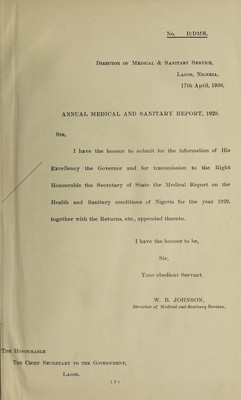 No. D/DMR.
Director of Medical & Sanitary Service,
Lagos, Nigeria,
17th April, 1930.
ANNUAL MEDICAL AND SANITARY REPORT, 1929.
Sir,
I have the honour to submit for the information of His
Excellency the Governor and for transmission to the Right
Honourable the Secretary of State the Medical Report on the
Health and Sanitary conditions of Nigeria for the year 1929,
together with the Returns, etc., appended thereto.
I have the honour to be,
Sir,
Your obedient Servant,
W. B. JOHNSON,
Director of Medical and Sanitary Service.
The Honourable
The Chief Secretary to the Government,
Lagos.